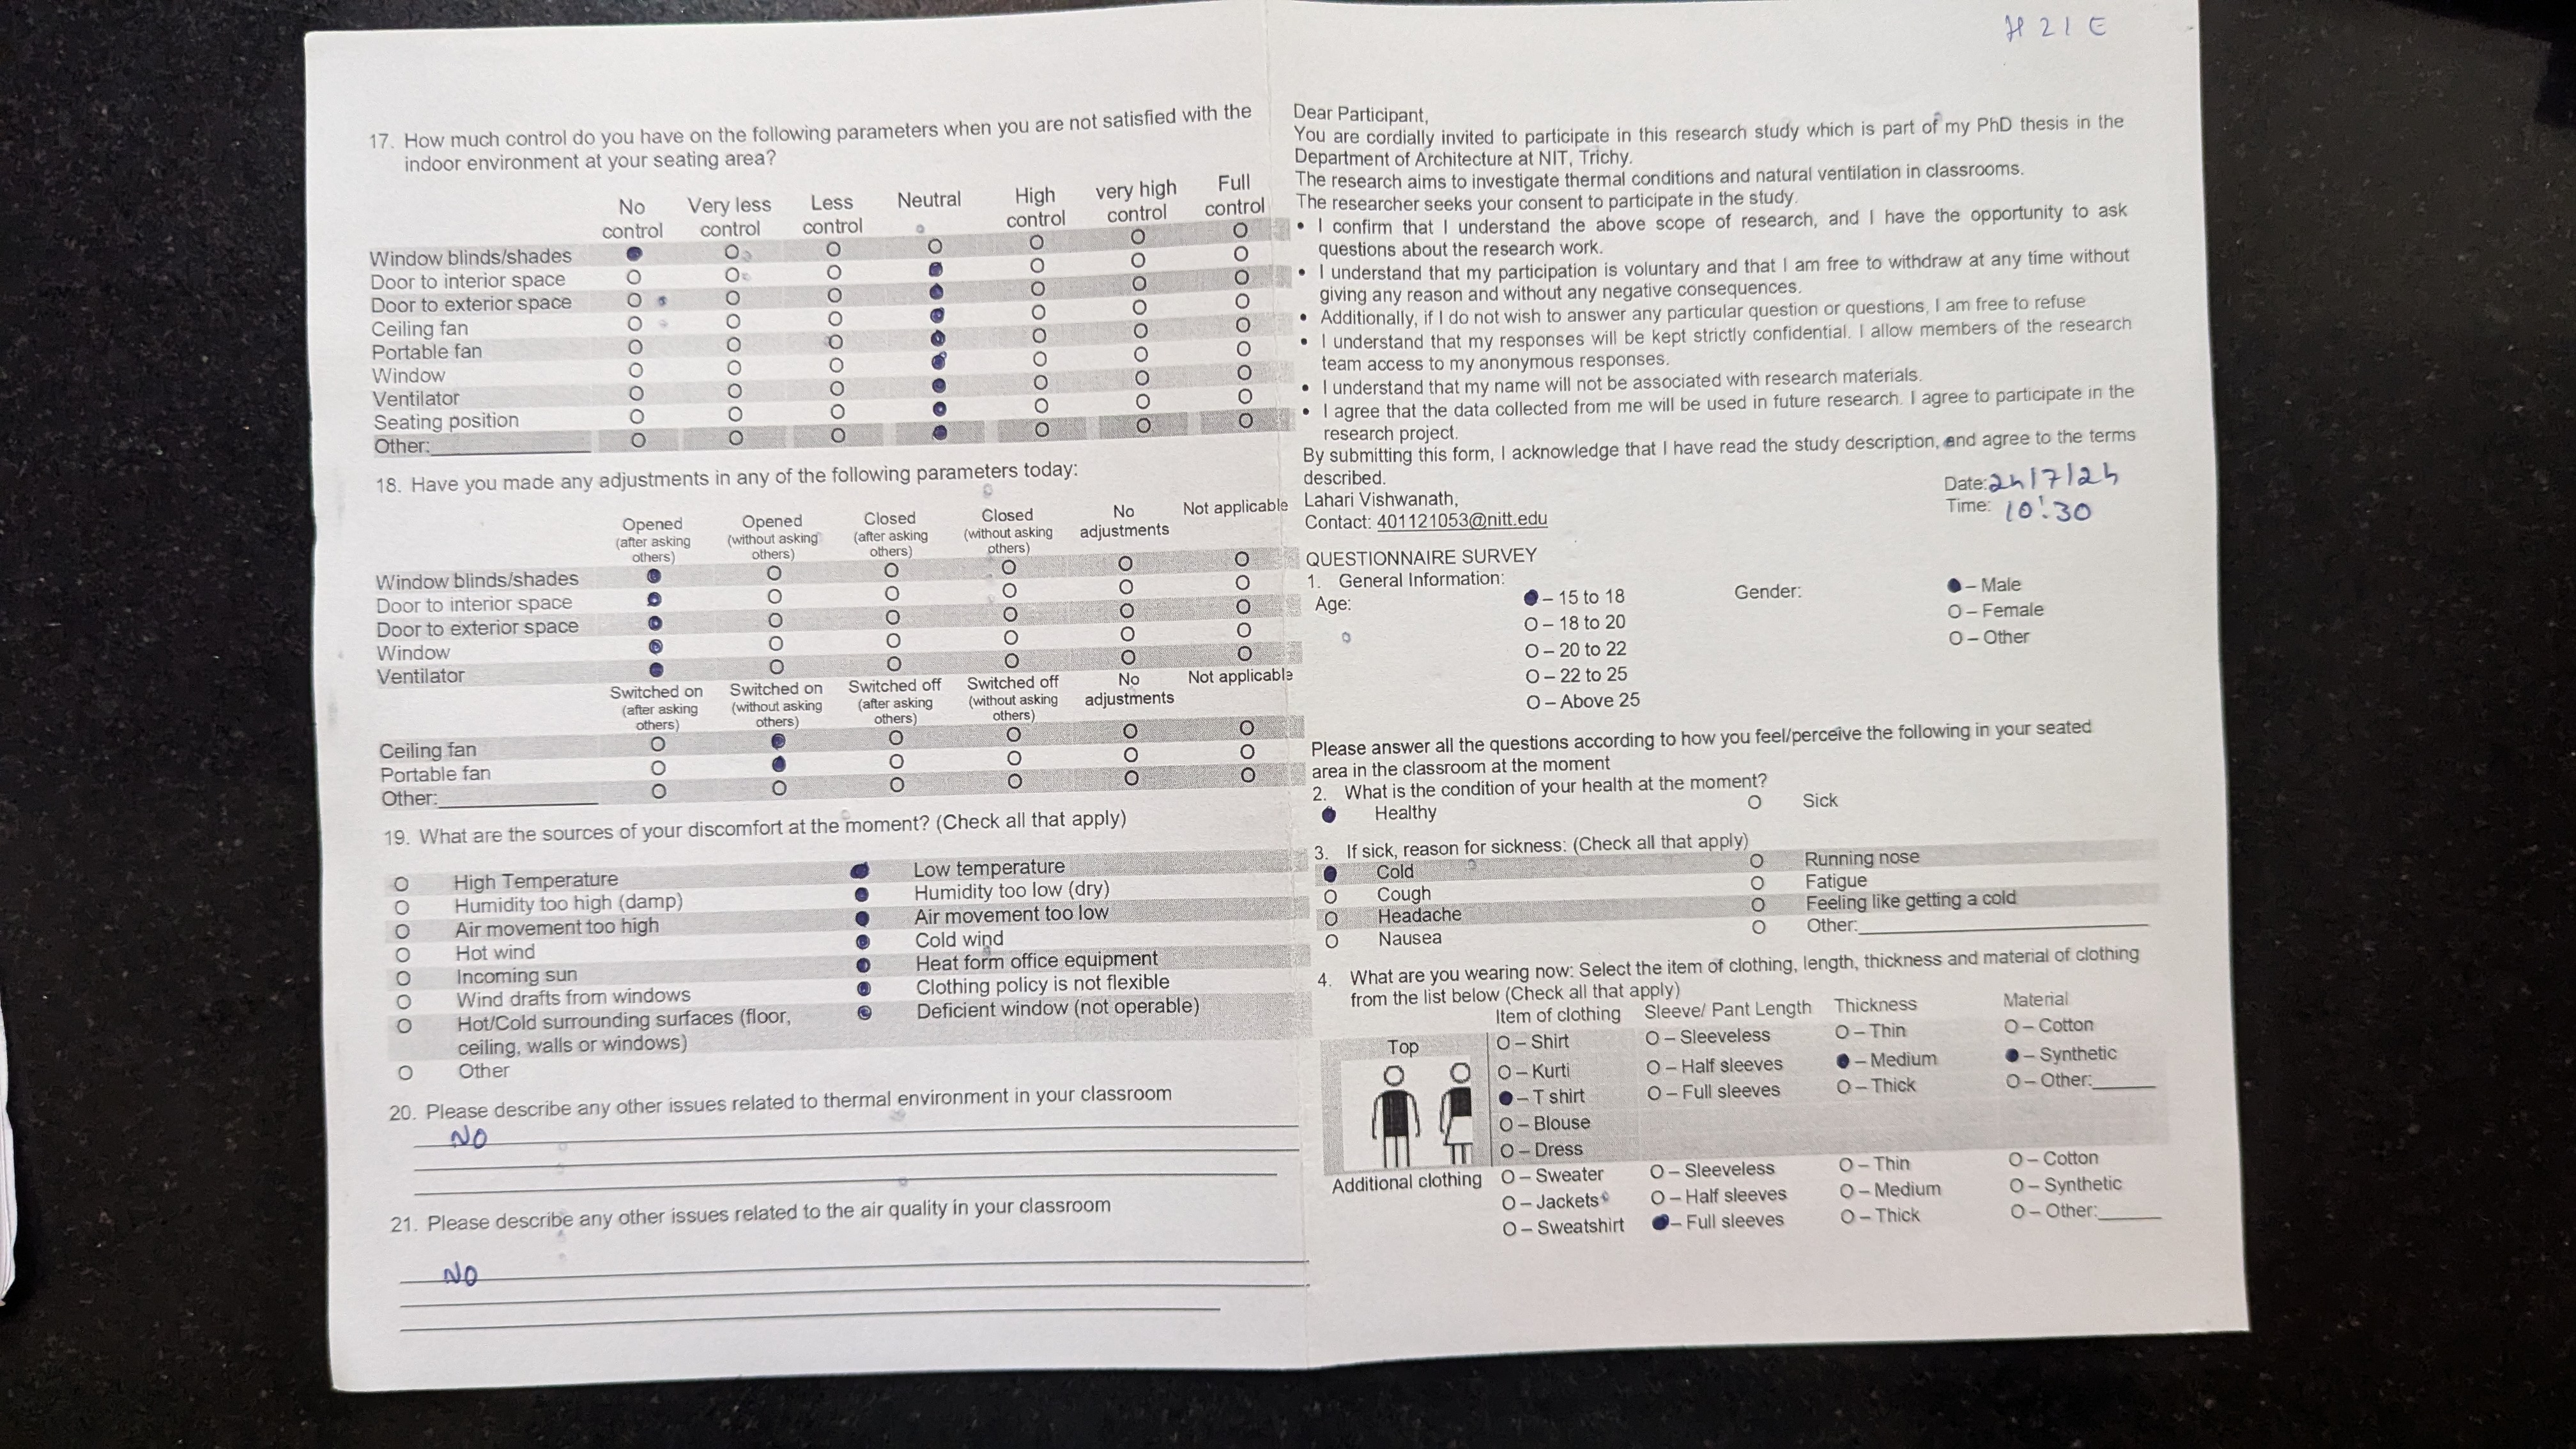 17. How much control do you have on the following parameters when you are not satisfied with the
indoor environment at your seating area?
No control Very less control Less control Neutral High control very high control Full control
Window blinds/shades
Door to interior space
Door to exterior space
Ceiling fan
Portable fan
Window
Ventilator
Seating position
Other:
18. Have you made any adjustments in any of the following parameters today:
Opened (after asking others) Opened (without asking others) Closed (after asking others) Closed (without asking others) No adjustments Not applicable
Window blinds/shades
Door to interior space
Door to exterior space
Window
Ventilator
Switched on (after asking others) Switched on (without asking others) Switched off (after asking others) Switched off (without asking others) No adjustments Not applicable
Ceiling fan
Portable fan
Other:
19. What are the sources of your discomfort at the moment? (Check all that apply)
High Temperature Low temperature
Humidity too high (damp) Humidity too low (dry)
Air movement too high Air movement too low
Hot wind Cold wind
Incoming sun Heat form office equipment
Wind drafts from windows Clothing policy is not flexible
Hot/Cold surrounding surfaces (floor, Deficient window (not operable)
ceiling, walls or windows)
Other
20. Please describe any other issues related to thermal environment in your classroom
NO
21. Please describe any other issues related to the air quality in your classroom
NO
H 21 E
Dear Participant,
You are cordially invited to participate in this research study which is part of my PhD thesis in the
Department of Architecture at NIT, Trichy.
The research aims to investigate thermal conditions and natural ventilation in classrooms.
The researcher seeks your consent to participate in the study.
• I confirm that I understand the above scope of research, and I have the opportunity to ask
questions about the research work.
• I understand that my participation is voluntary and that I am free to withdraw at any time without
giving any reason and without any negative consequences.
• Additionally, if I do not wish to answer any particular question or questions, I am free to refuse
• I understand that my responses will be kept strictly confidential. I allow members of the research
team access to my anonymous responses.
• I understand that my name will not be associated with research materials.
• I agree that the data collected from me will be used in future research. I agree to participate in the
research project.
By submitting this form, I acknowledge that I have read the study description, and agree to the terms
described.
Lahari Vishwanath,
Contact: 401121053@nitt.edu
Date: 24/7/24
Time: 10:30
QUESTIONNAIRE SURVEY
1. General Information:
Age: – 15 to 18 Gender: – Male
O – 18 to 20 O – Female
O – 20 to 22 O – Other
O – 22 to 25
O – Above 25
Please answer all the questions according to how you feel/perceive the following in your seated
area in the classroom at the moment
2. What is the condition of your health at the moment?
Healthy O Sick
3. If sick, reason for sickness: (Check all that apply)
Cold O Running nose
O Cough O Fatigue
O Headache O Feeling like getting a cold
O Nausea O Other:
4. What are you wearing now: Select the item of clothing, length, thickness and material of clothing
from the list below (Check all that apply)
Item of clothing Sleeve/ Pant Length Thickness Material
Top O – Shirt O – Sleeveless O – Thin O – Cotton
O – Kurti O – Half sleeves – Medium – Synthetic
– T shirt O – Full sleeves O – Thick O – Other:
O – Blouse
O – Dress
Additional clothing O – Sweater O – Sleeveless O – Thin O – Cotton
O – Jackets O – Half sleeves O – Medium O – Synthetic
O – Sweatshirt – Full sleeves O – Thick O – Other: